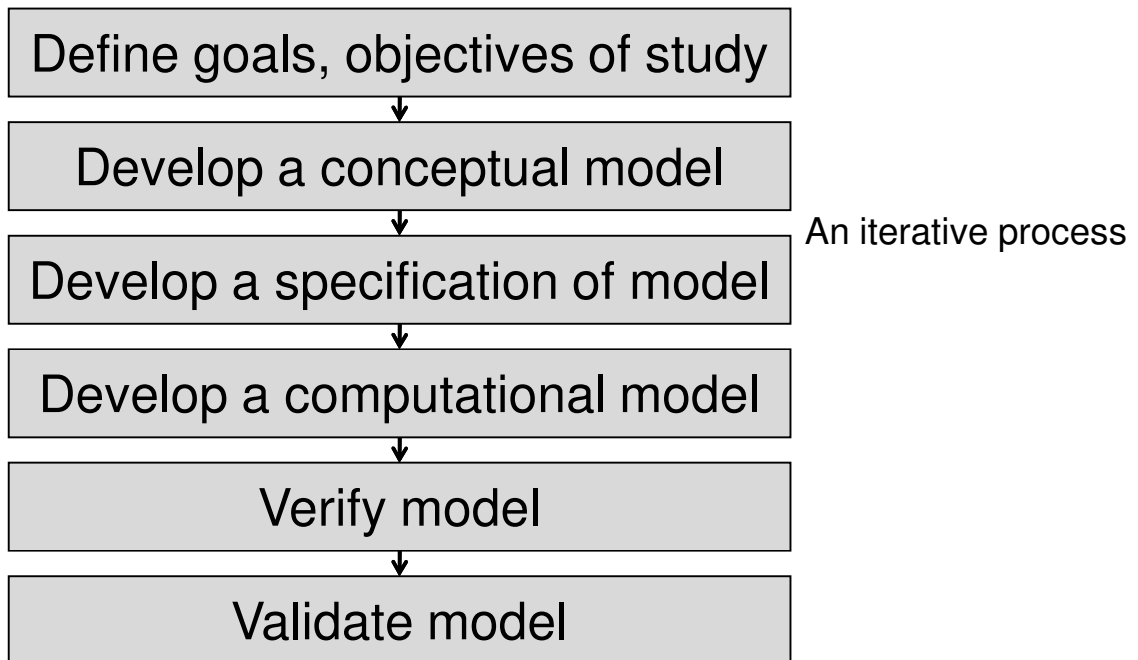 Define goals, objectives of study
Develop a conceptual model
An iterative process
Develop a specification of model
Develop a computational model
Verify model
Validate model